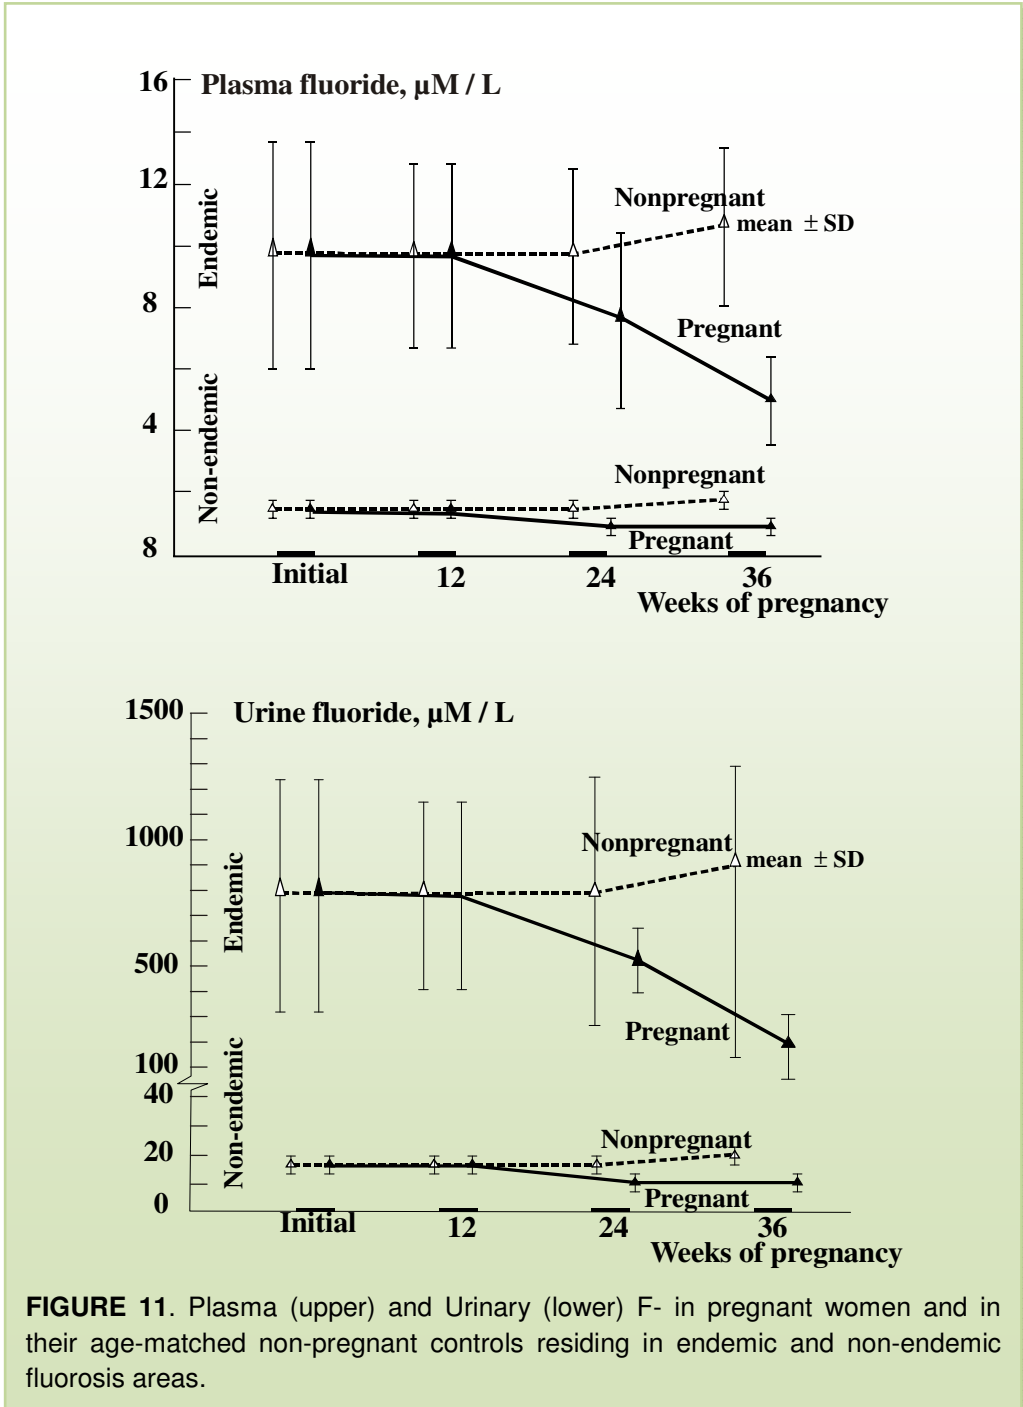 16
Plasma fluoride, µM / L
12
Endemic
Nonpregnant
mean ± SD
8
Pregnant
Non-endemic
4
Nonpregnant
Pregnant
8
Initial 12 24 36
Weeks of pregnancy
1500
Urine fluoride, µM / L
1000
Endemic
Nonpregnant
mean ± SD
500
Pregnant
100
Non-endemic
40
20
Nonpregnant
Pregnant
0
Initial 12 24 36
Weeks of pregnancy
FIGURE 11. Plasma (upper) and Urinary (lower) F- in pregnant women and in
their age-matched non-pregnant controls residing in endemic and non-endemic
fluorosis areas.